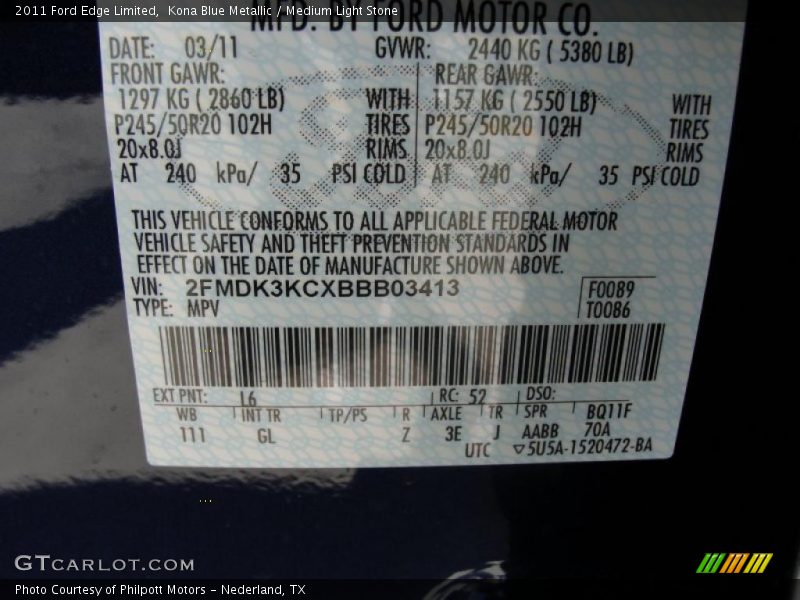 2011 Ford Edge Limited, Kona Blue Metallic / Medium Light Stone
MFD. BY FORD MOTOR CO.
DATE: 03/11 GVWR: 2440 KG ( 5380 LB)
FRONT GAWR: REAR GAWR:
1297 KG ( 2860 LB) WITH 1157 KG ( 2550 LB) WITH
P245/50R20 102H TIRES P245/50R20 102H TIRES
20x8.0J RIMS 20x8.0J RIMS
AT 240 kPa/ 35 PSI COLD AT 240 kPa/ 35 PSI COLD
THIS VEHICLE CONFORMS TO ALL APPLICABLE FEDERAL MOTOR
VEHICLE SAFETY AND THEFT PREVENTION STANDARDS IN
EFFECT ON THE DATE OF MANUFACTURE SHOWN ABOVE.
VIN: 2FMDK3KCXBBB03413 F0089
TYPE: MPV T0086
EXT PNT: L6 RC: 52 DSO:
WB INT TR TP/PS R AXLE TR SPR BQ11F
111 GL Z 3E J AABB 70A
UTC ▽5U5A-1520472-BA
GTCARLOT.COM
Photo Courtesy of Philpott Motors - Nederland, TX